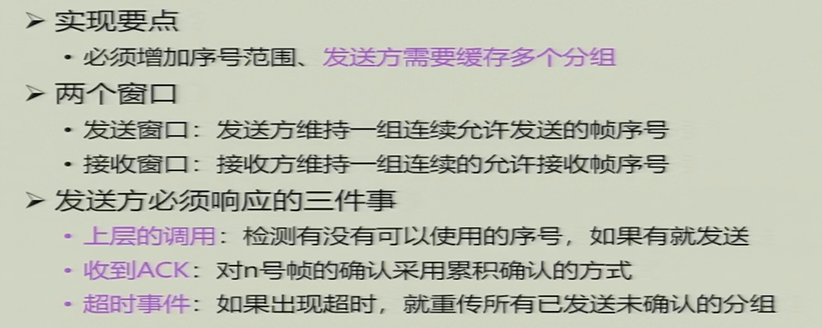 ➢ 实现要点
• 必须增加序号范围、发送方需要缓存多个分组
➢ 两个窗口
• 发送窗口：发送方维持一组连续允许发送的帧序号
• 接收窗口：接收方维持一组连续的允许接收帧序号
➢ 发送方必须响应的三件事
• 上层的调用：检测有没有可以使用的序号，如果有就发送
• 收到ACK：对n号帧的确认采用累积确认的方式
• 超时事件：如果出现超时，就重传所有已发送未确认的分组